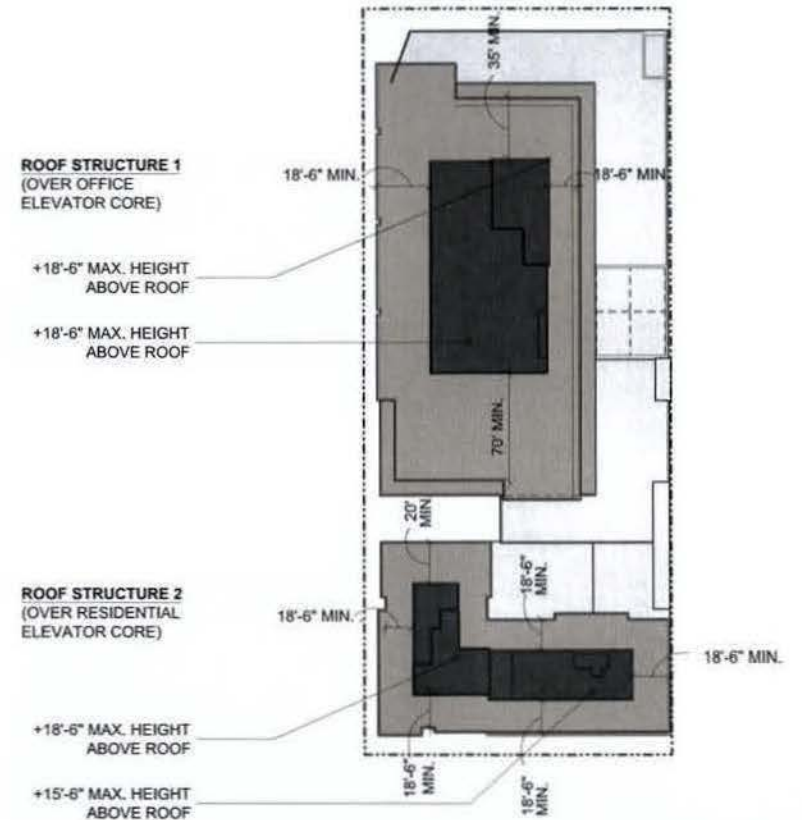 35' MIN.
ROOF STRUCTURE 1
(OVER OFFICE
ELEVATOR CORE)
18'-6" MIN.
18'-6" MIN.
+18'-6" MAX. HEIGHT
ABOVE ROOF
+18'-6" MAX. HEIGHT
ABOVE ROOF
70' MIN.
20'
MIN.
ROOF STRUCTURE 2
(OVER RESIDENTIAL
ELEVATOR CORE)
18'-6" MIN.
18'-6"
MIN.
18'-6" MIN.
+18'-6" MAX. HEIGHT
ABOVE ROOF
18'-6"
MIN.
18'-6"
MIN.
+15'-6" MAX. HEIGHT
ABOVE ROOF